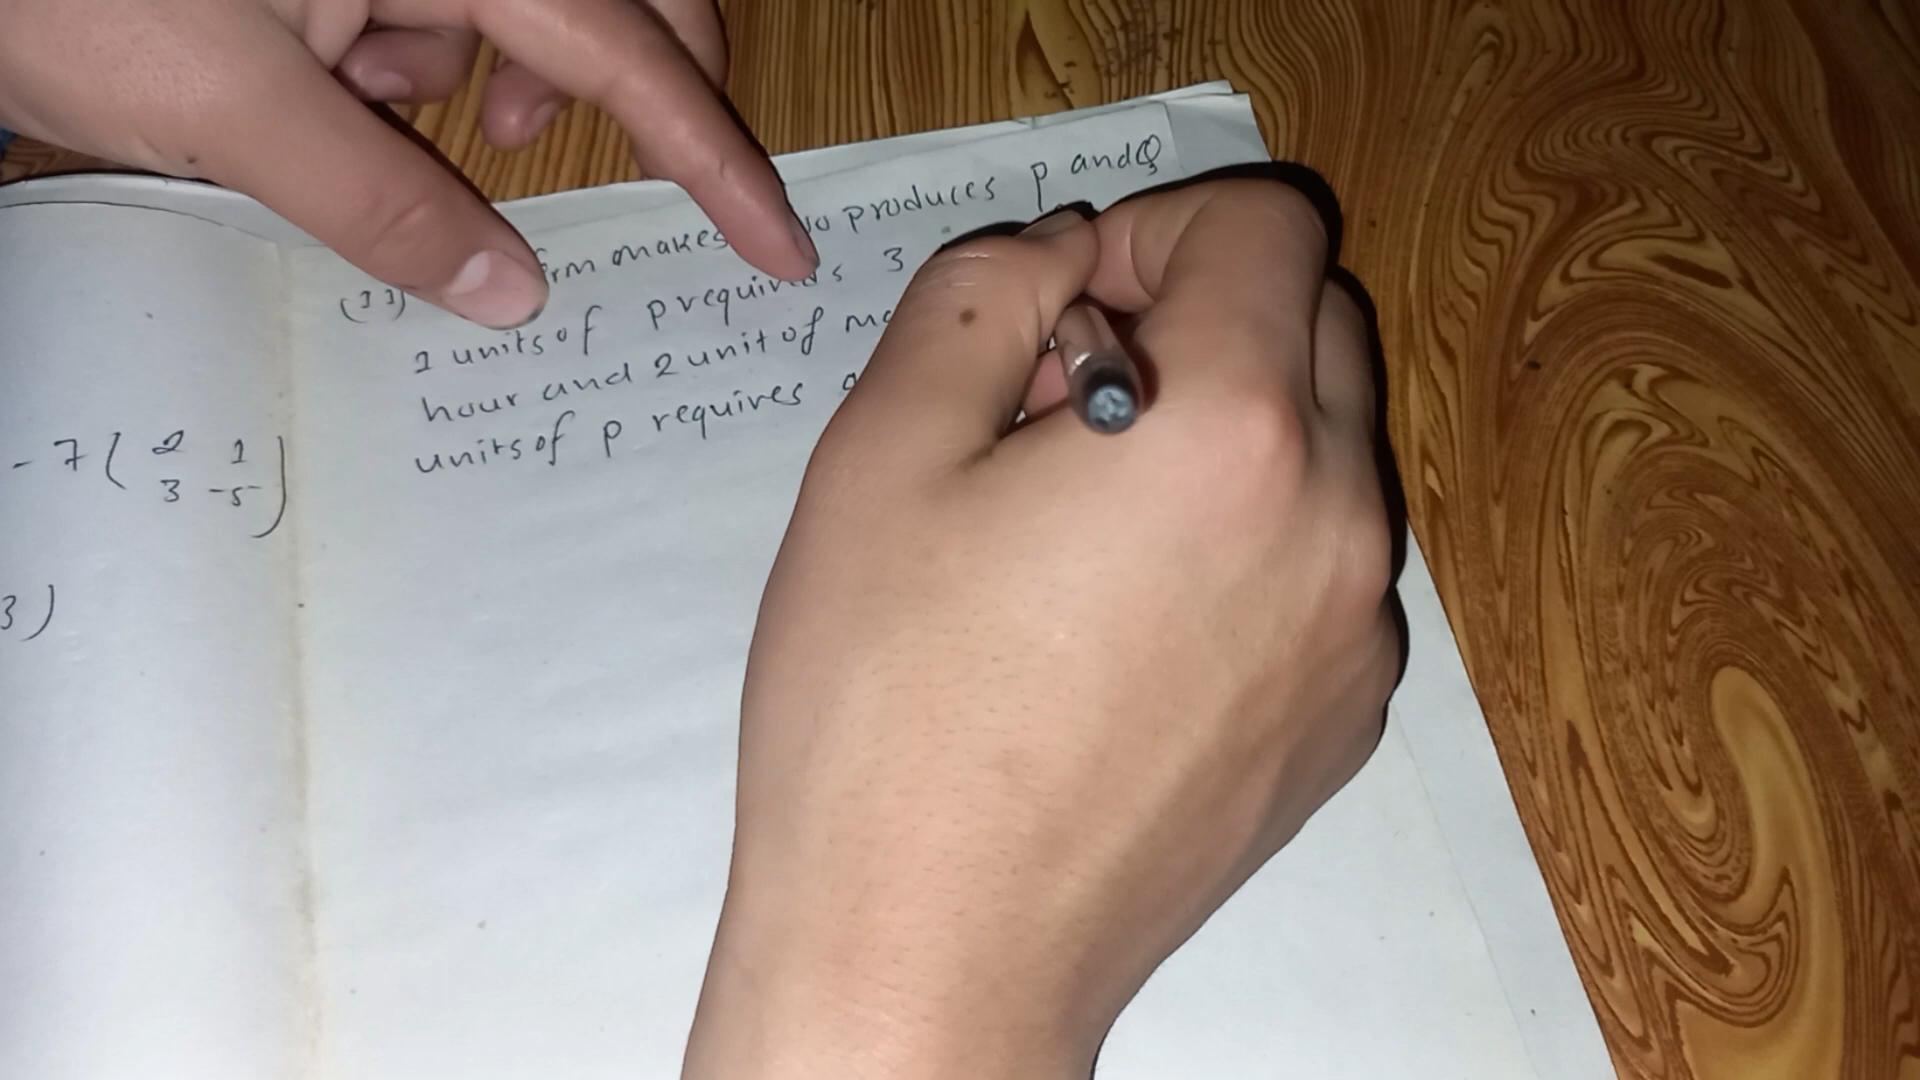 - 7 ( 2 1
3 -5 )
3 )
(11) makes produces p and Q
1 units of p requires 3
hour and 2 unit of
units of p requires